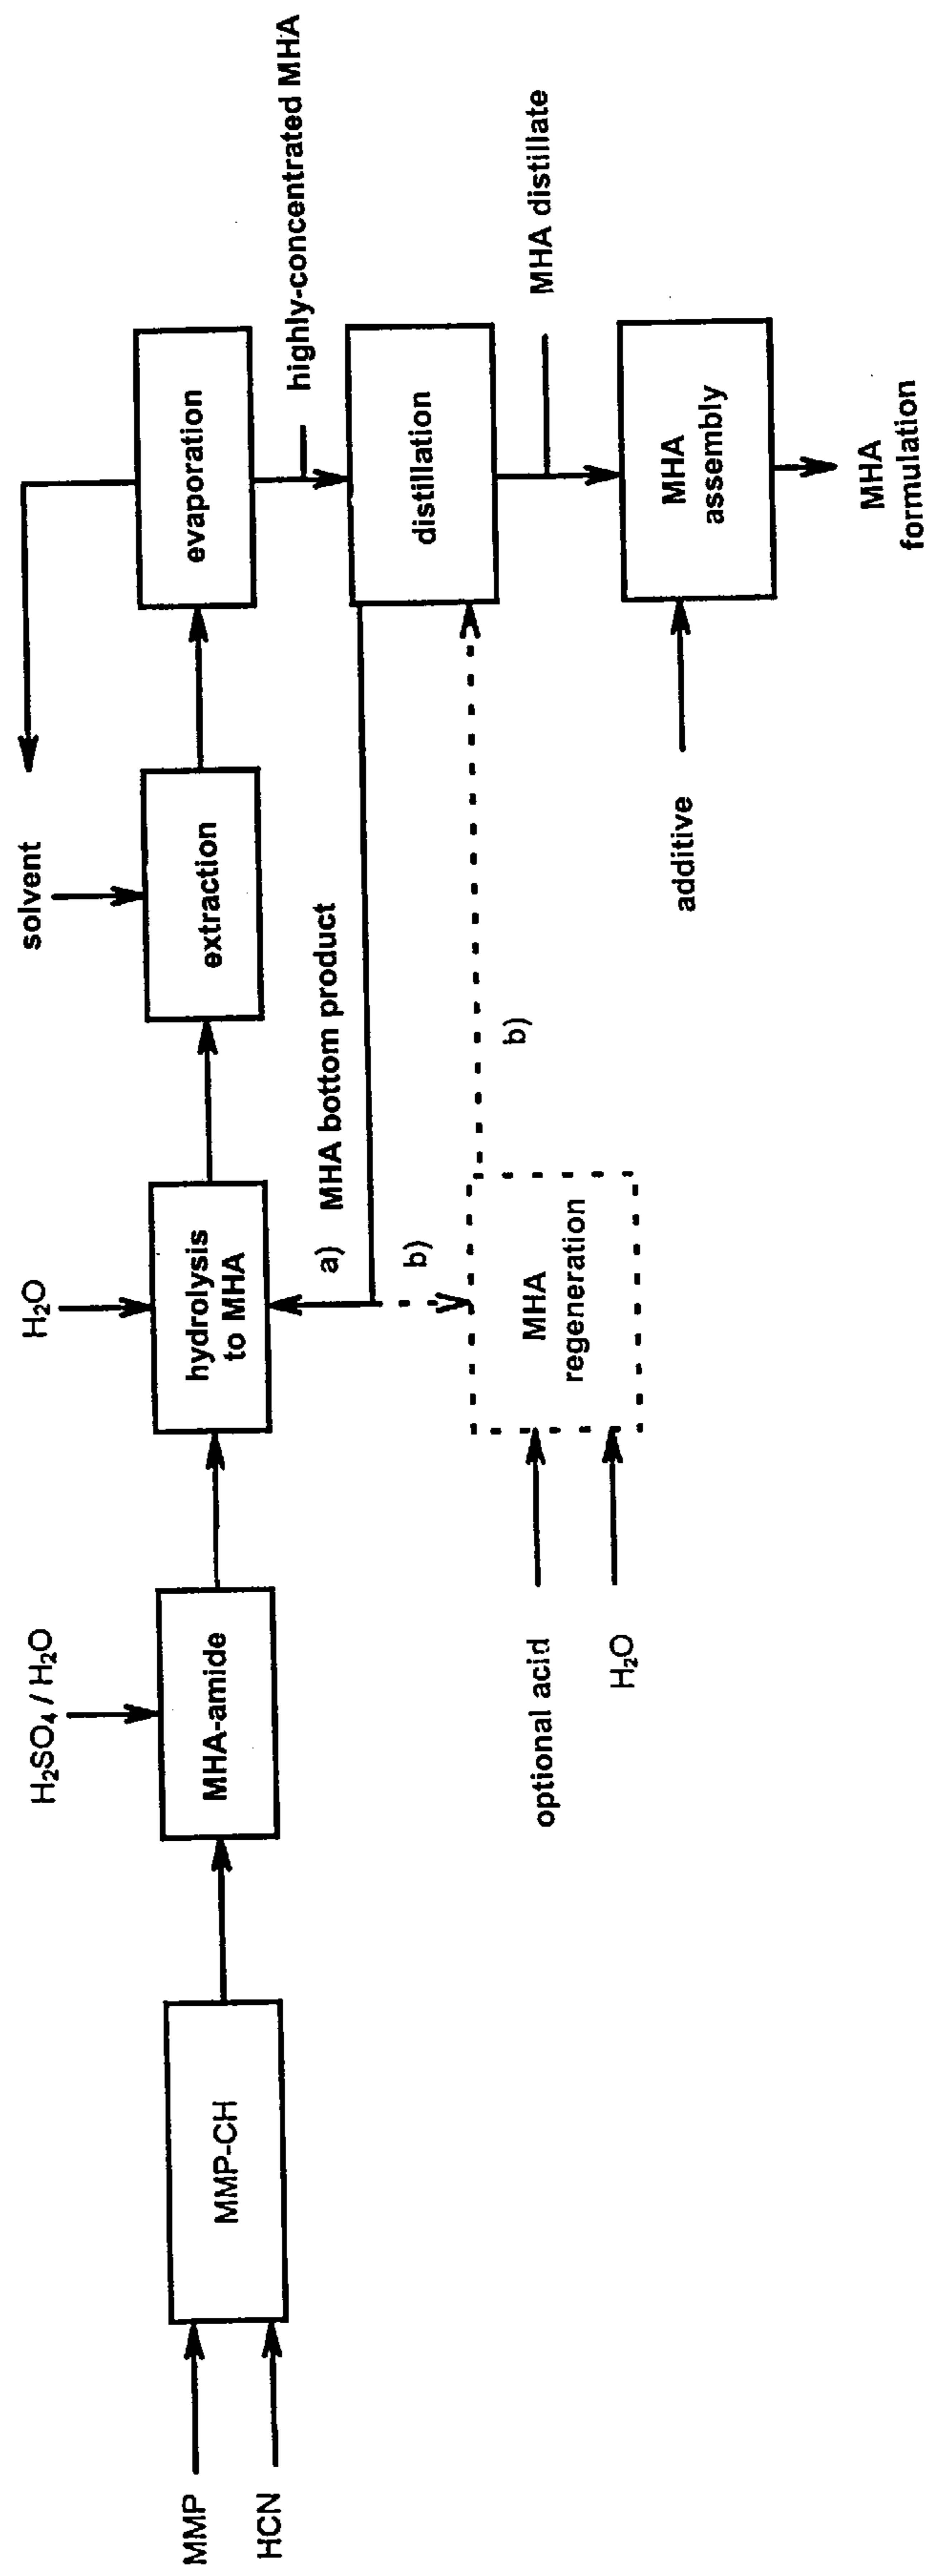 MMP
HCN
MMP-CH
H₂SO₄ / H₂O
MHA-amide
H₂O
hydrolysis
to MHA
solvent
extraction
evaporation
highly-concentrated MHA
a)
MHA bottom product
b)
distillation
MHA distillate
optional acid
H₂O
MHA
regeneration
b)
additive
MHA
assembly
MHA
formulation